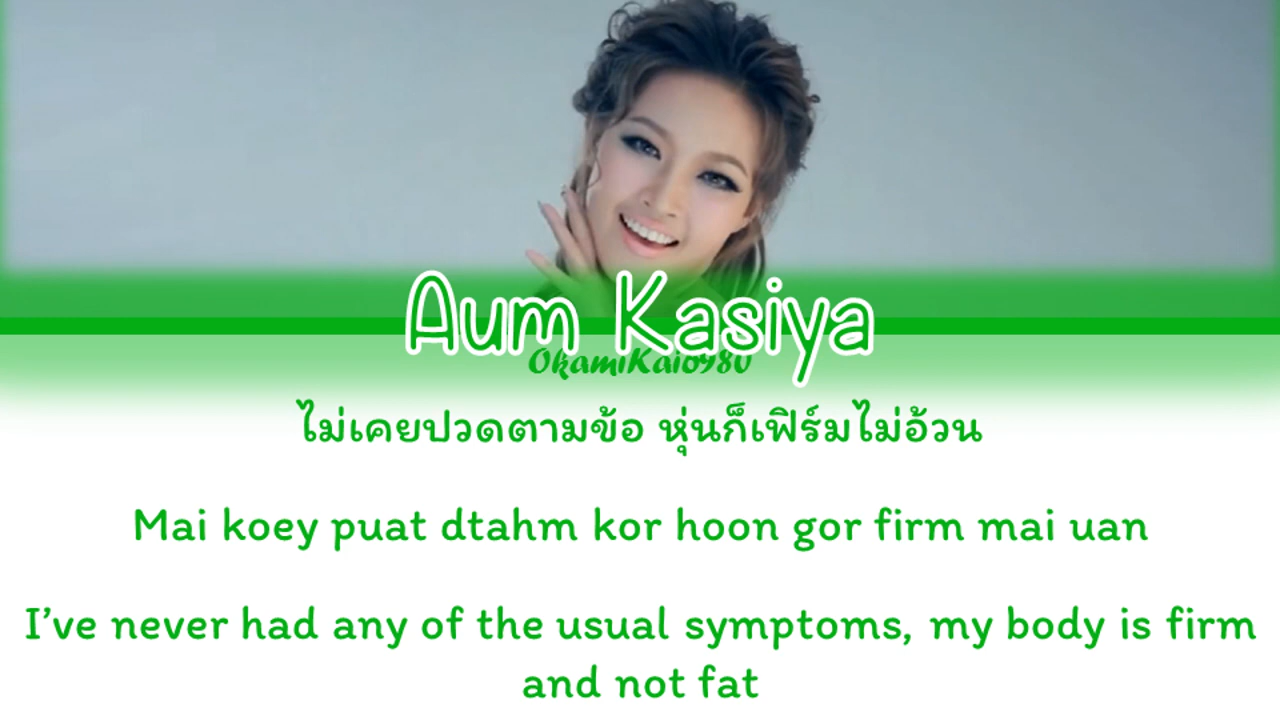 Aum Kasiya
OkamiKaio980
ไม่เคยปวดตามข้อ หุ่นก็เฟิร์มไม่อ้วน
Mai koey puat dtahm kor hoon gor firm mai uan
I've never had any of the usual symptoms, my body is firm
and not fat